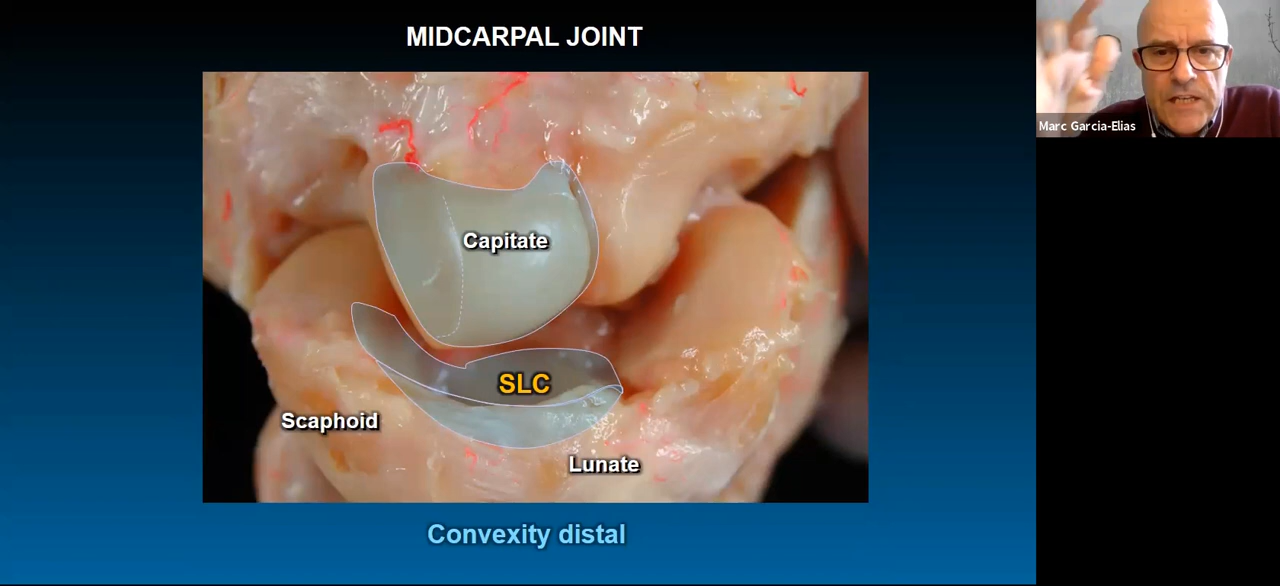 MIDCARPAL JOINT
Marc Garcia-Elias
Capitate
SLC
Scaphoid
Lunate
Convexity distal